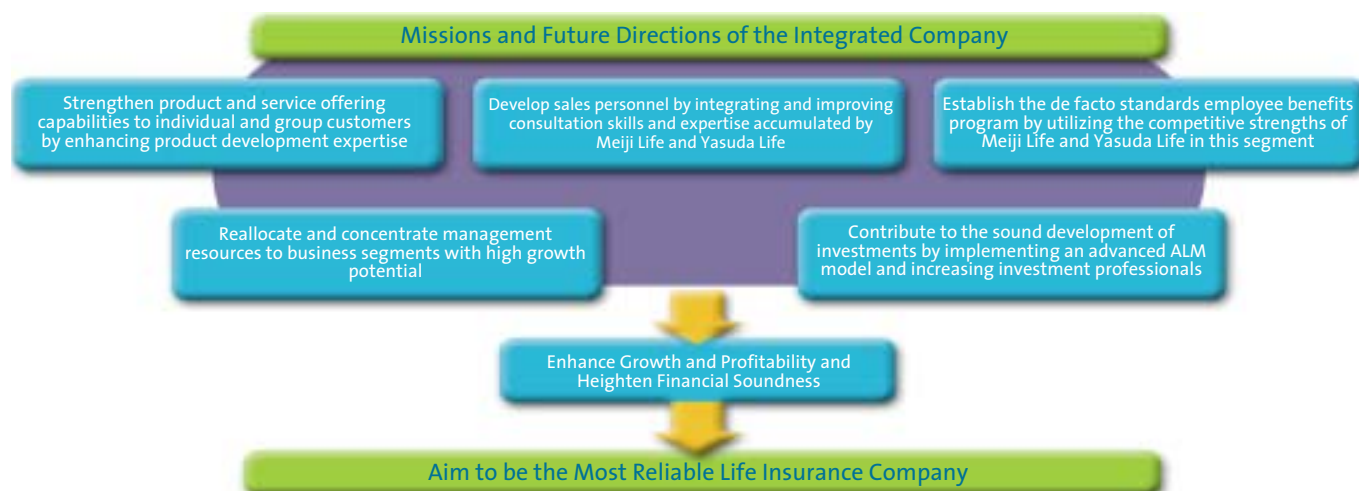 Missions and Future Directions of the Integrated Company
Strengthen product and service offering
capabilities to individual and group customers
by enhancing product development expertise
Develop sales personnel by integrating and improving
consultation skills and expertise accumulated by
Meiji Life and Yasuda Life
Establish the de facto standards employee benefits
program by utilizing the competitive strengths of
Meiji Life and Yasuda Life in this segment
Reallocate and concentrate management
resources to business segments with high growth
potential
Contribute to the sound development of
investments by implementing an advanced ALM
model and increasing investment professionals
Enhance Growth and Profitability and
Heighten Financial Soundness
Aim to be the Most Reliable Life Insurance Company